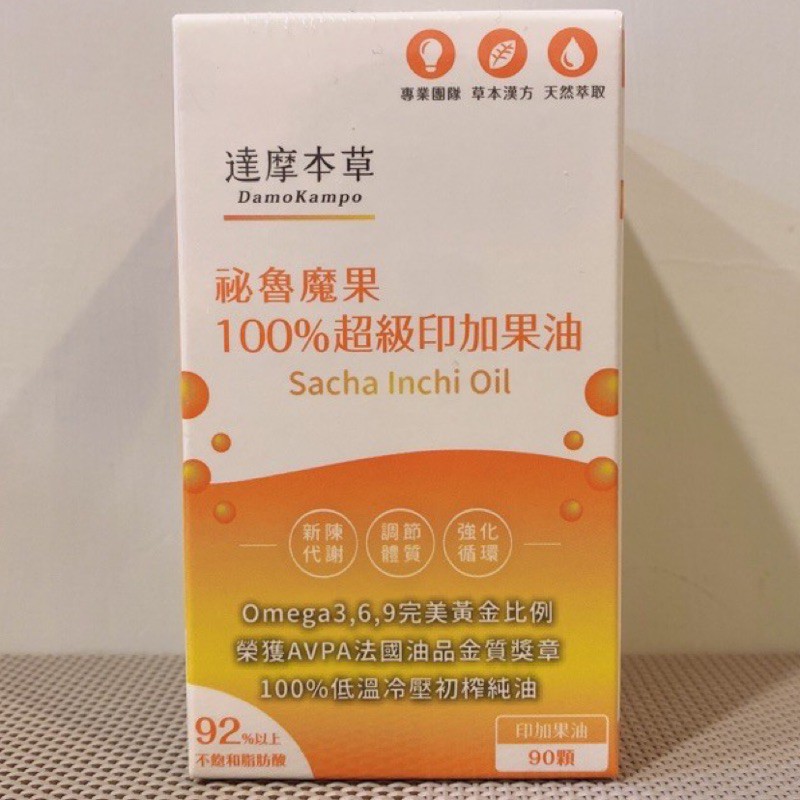 專業團隊 草本漢方 天然萃取
達摩本草
DamoKampo
祕魯魔果
100%超級印加果油
Sacha Inchi Oil
新陳
代謝
調節
體質
強化
循環
Omega3,6,9完美黃金比例
榮獲AVPA法國油品金質獎章
100%低溫冷壓初榨純油
92%以上
不飽和脂肪酸
印加果油
90顆